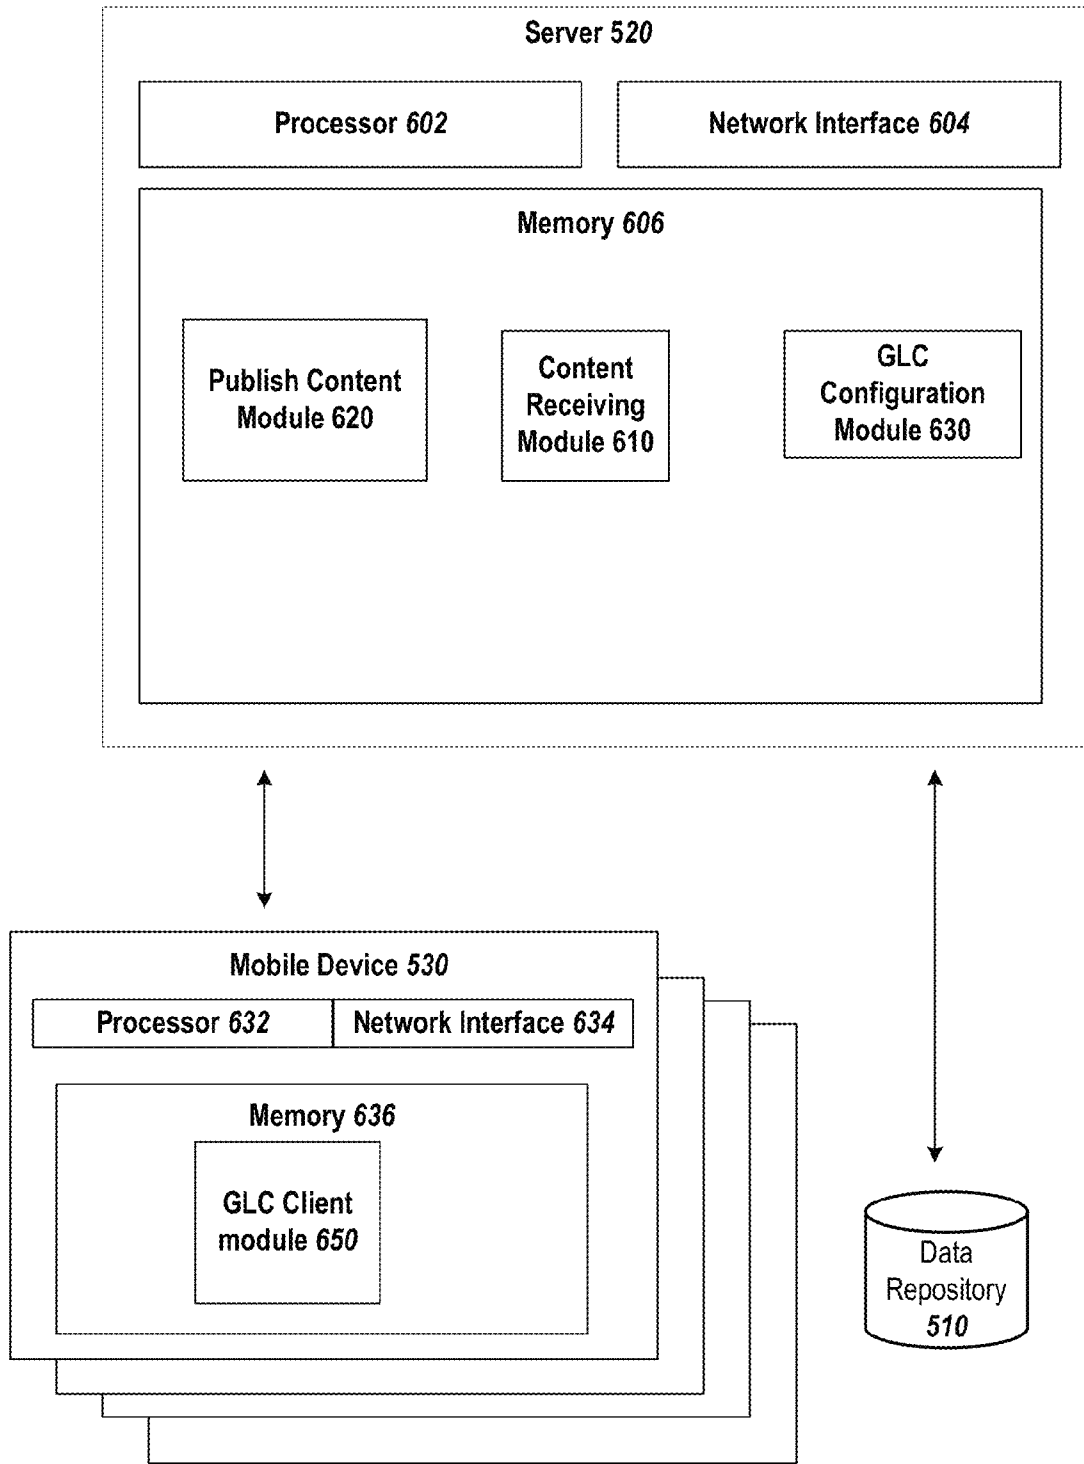 Server 520
Processor 602
Network Interface 604
Memory 606
Publish Content
Module 620
Content
Receiving
Module 610
GLC
Configuration
Module 630
Mobile Device 530
Processor 632
Network Interface 634
Memory 636
GLC Client
module 650
Data
Repository
510